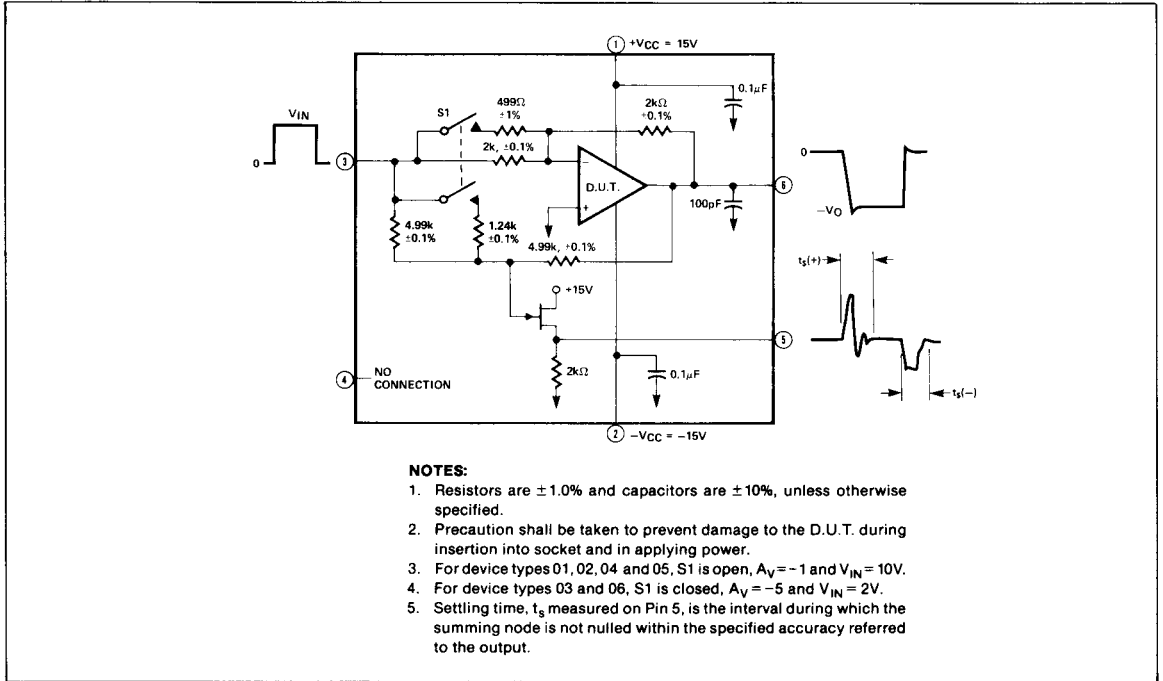 1 +VCC = 15V
0.1µF
S1
499Ω
±1%
2kΩ
±0.1%
VIN
0
3
2k, ±0.1%
−
D.U.T.
+
6
100pF
0
−VO
4.99k
±0.1%
1.24k
±0.1%
4.99k, ±0.1%
ts(+)
+15V
5
2kΩ
0.1µF
ts(−)
4
NO
CONNECTION
2 −VCC = −15V
NOTES:
1. Resistors are ±1.0% and capacitors are ±10%, unless otherwise
specified.
2. Precaution shall be taken to prevent damage to the D.U.T. during
insertion into socket and in applying power.
3. For device types 01, 02, 04 and 05, S1 is open, AV = −1 and VIN = 10V.
4. For device types 03 and 06, S1 is closed, AV = −5 and VIN = 2V.
5. Settling time, ts measured on Pin 5, is the interval during which the
summing node is not nulled within the specified accuracy referred
to the output.